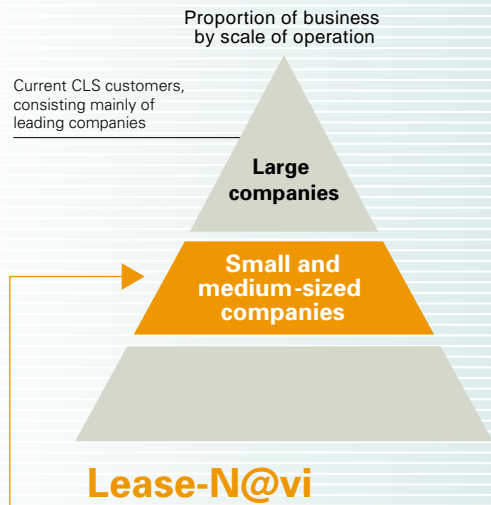 Proportion of business
by scale of operation
Current CLS customers,
consisting mainly of
leading companies
Large
companies
Small and
medium-sized
companies
Lease-N@vi